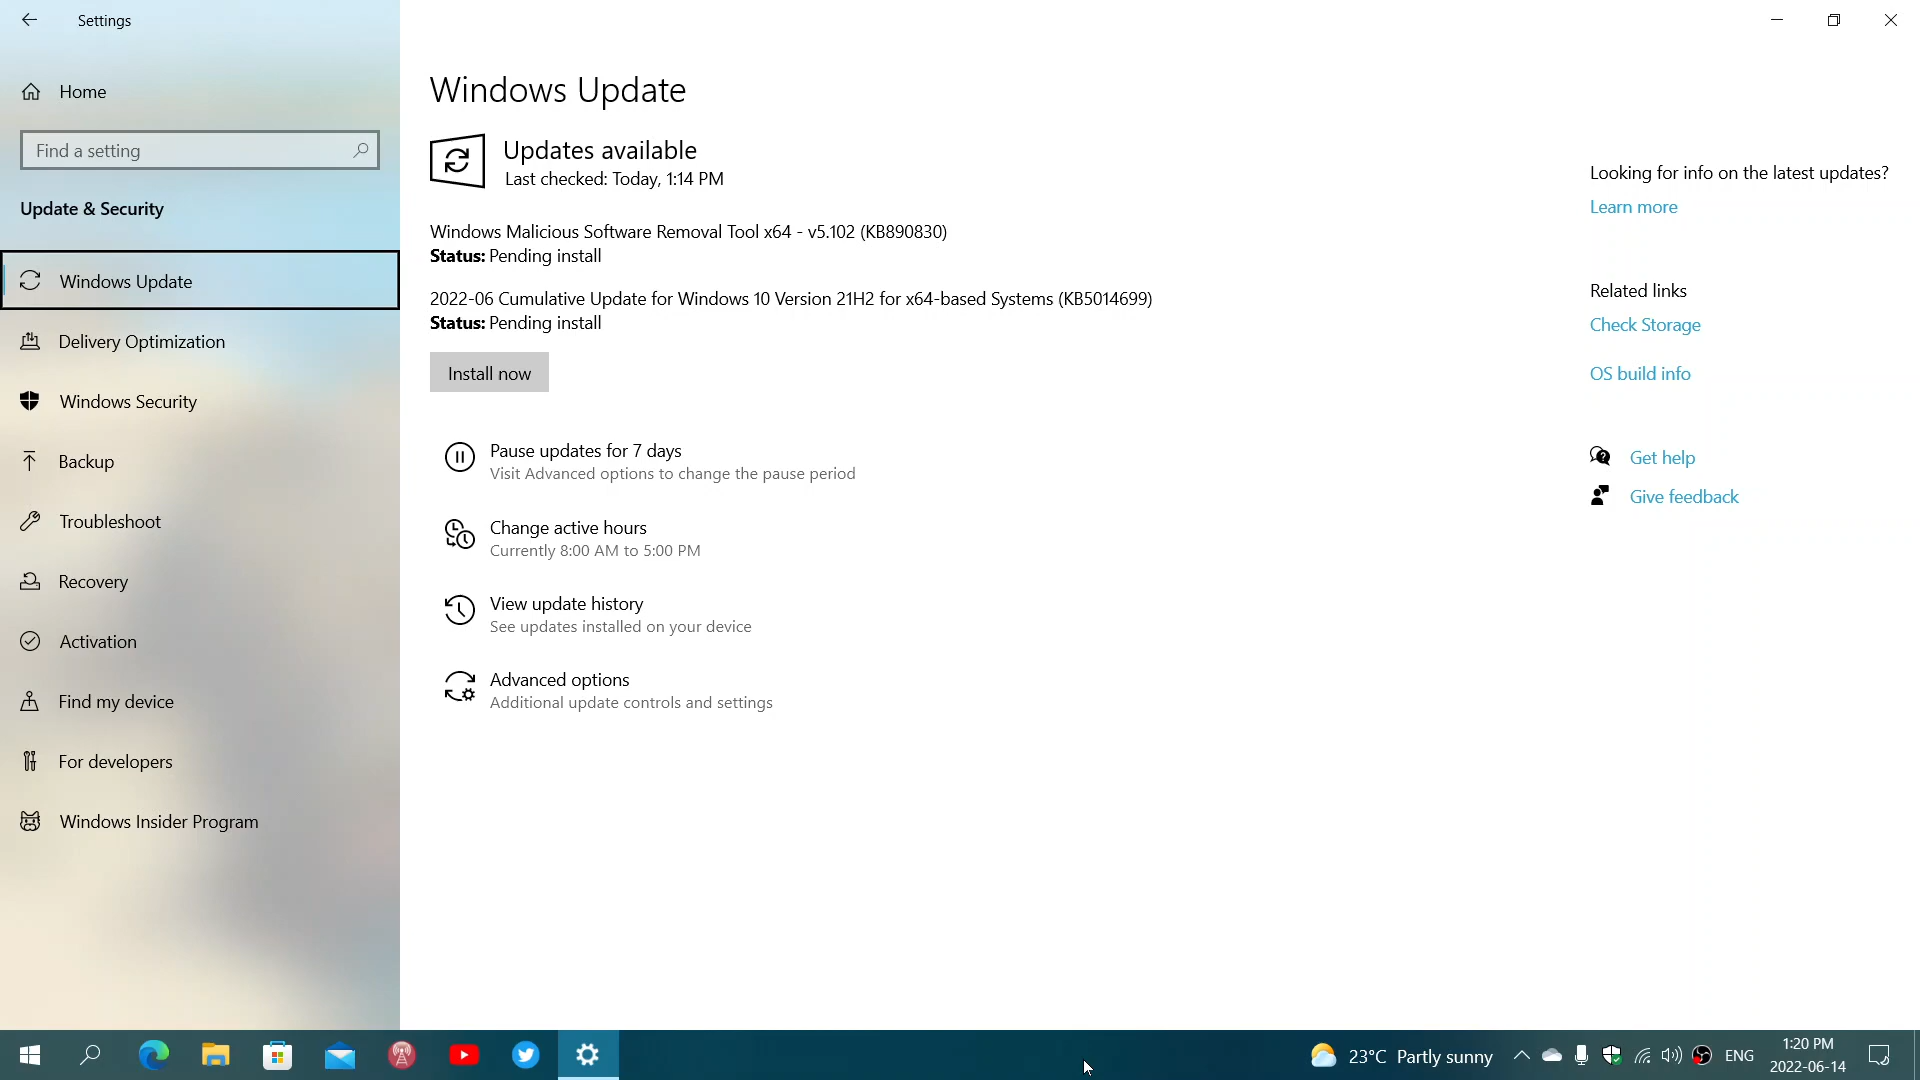 Settings
Home
Find a setting
Update & Security
Windows Update
Delivery Optimization
Windows Security
Backup
Troubleshoot
Recovery
Activation
Find my device
For developers
Windows Insider Program
Windows Update
Updates available
Last checked: Today, 1:14 PM
Windows Malicious Software Removal Tool x64 - v5.102 (KB890830)
Status: Pending install
2022-06 Cumulative Update for Windows 10 Version 21H2 for x64-based Systems (KB5014699)
Status: Pending install
Install now
Pause updates for 7 days
Visit Advanced options to change the pause period
Change active hours
Currently 8:00 AM to 5:00 PM
View update history
See updates installed on your device
Advanced options
Additional update controls and settings
Looking for info on the latest updates?
Learn more
Related links
Check Storage
OS build info
Get help
Give feedback
23°C Partly sunny
ENG
1:20 PM
2022-06-14